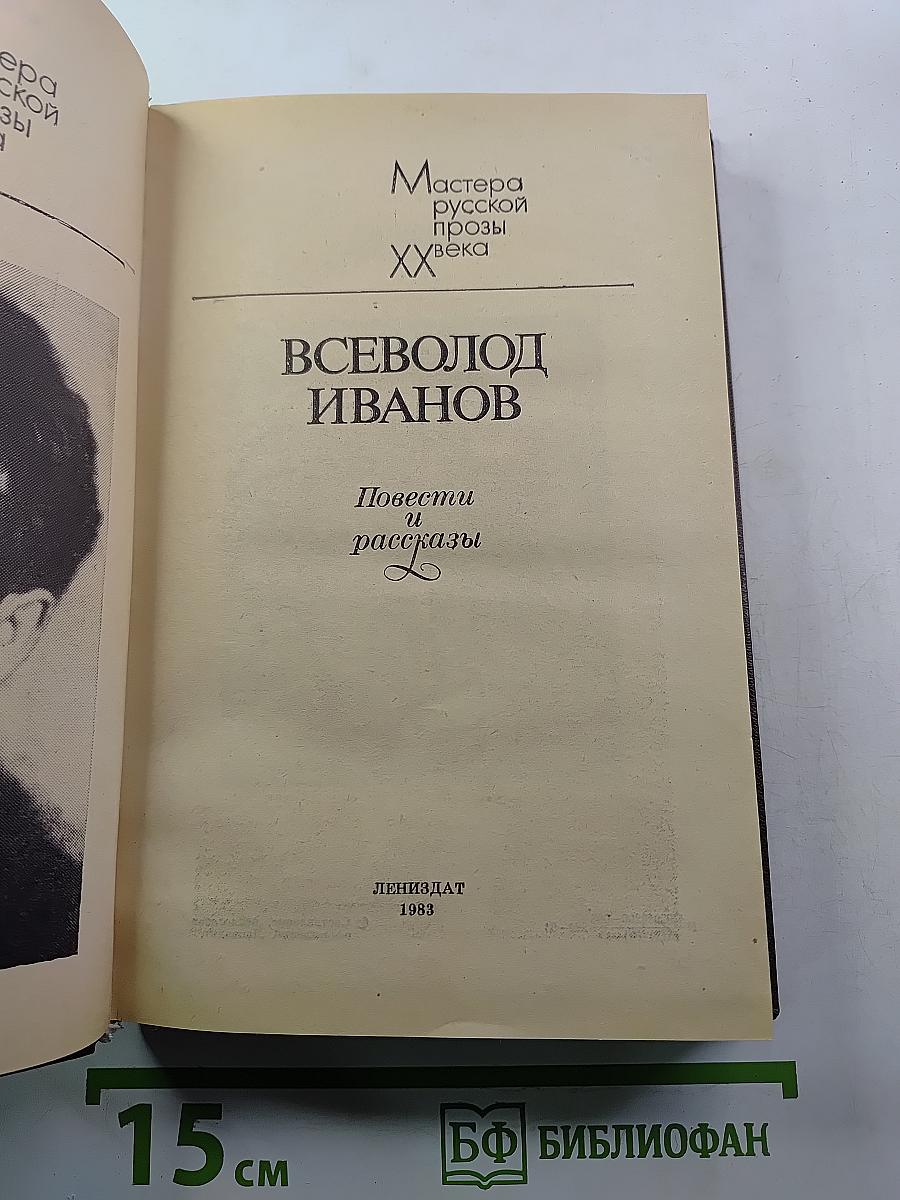 Мастера
русской
прозы
XX века
ВСЕВОЛОД
ИВАНОВ
Повести
и
рассказы
ЛЕНИЗДАТ
1983
15 см
БФ БИБЛИОФАН